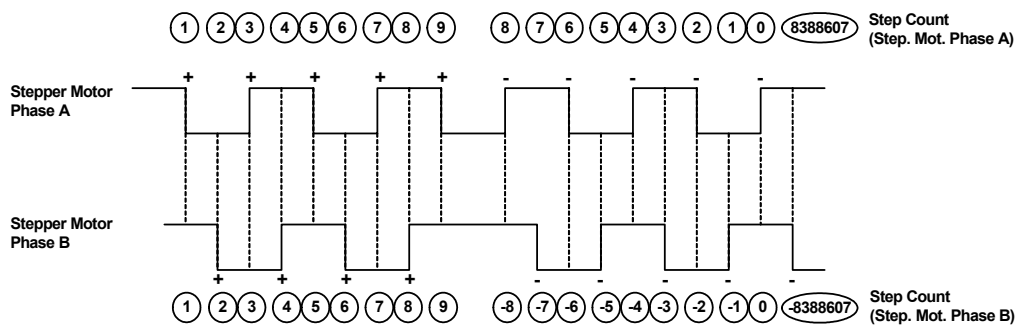 1 2 3 4 5 6 7 8 9 8 7 6 5 4 3 2 1 0 8388607
Step Count
(Step. Mot. Phase A)
+ + + + + - - - - -
Stepper Motor
Phase A
Stepper Motor
Phase B
+ + + + - - - - -
1 2 3 4 5 6 7 8 9 -8 -7 -6 -5 -4 -3 -2 -1 0 -8388607
Step Count
(Step. Mot. Phase B)